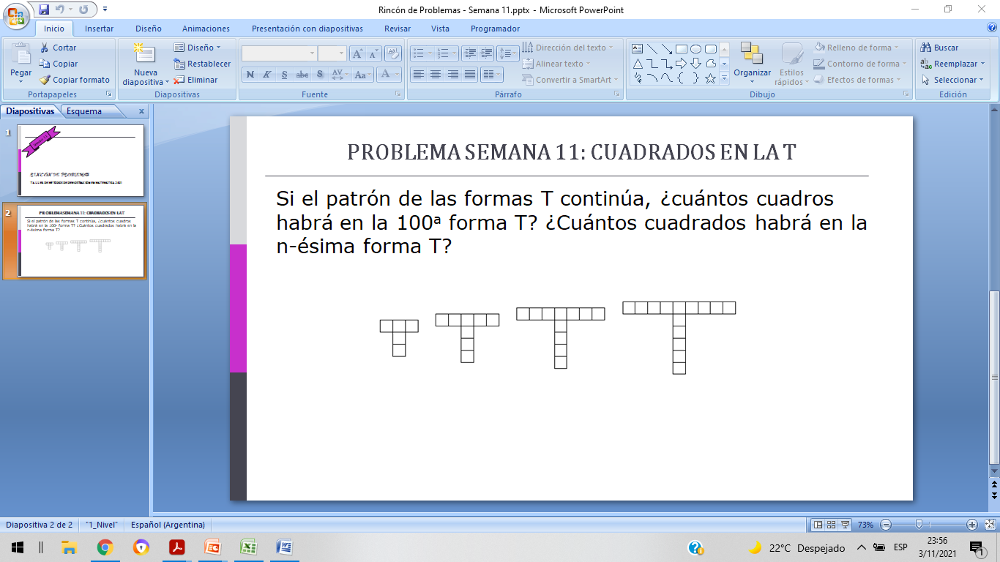 Rincón de Problemas - Semana 11.pptx - Microsoft PowerPoint
Inicio Insertar Diseño Animaciones Presentación con diapositivas Revisar Vista Programador
Pegar
Cortar
Copiar
Copiar formato
Portapapeles
Nueva
diapositiva
Diseño
Restablecer
Eliminar
Diapositivas
N K S abc S AV Aa A
Fuente
Dirección del texto
Alinear texto
Convertir a SmartArt
Párrafo
Organizar
Estilos
rápidos
Relleno de forma
Contorno de forma
Efectos de formas
Dibujo
Buscar
Reemplazar
Seleccionar
Edición
Diapositivas Esquema x
1
RINCÓN DE PROBLEMAS
2
PROBLEMA SEMANA 11: CUADRADOS EN LA T
Si el patrón de las formas T continúa, ¿cuántos cuadros
habrá en la 100ª forma T? ¿Cuántos cuadrados habrá en la
n-ésima forma T?
PROBLEMA SEMANA 11: CUADRADOS EN LA T
Si el patrón de las formas T continúa, ¿cuántos cuadros
habrá en la 100ª forma T? ¿Cuántos cuadrados habrá en la
n-ésima forma T?
Diapositiva 2 de 2 "1_Nivel" Español (Argentina) 73%
22°C Despejado ESP
23:56
3/11/2021
1